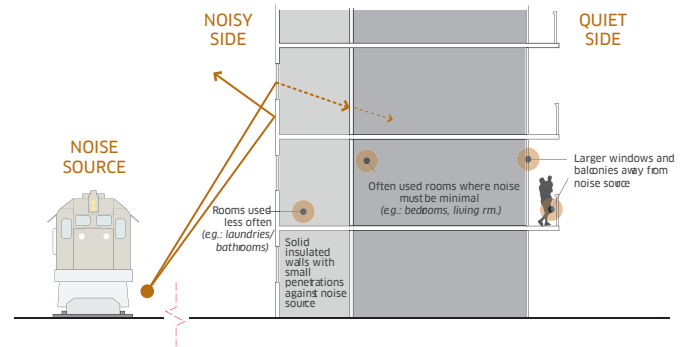 NOISY
SIDE
QUIET
SIDE
NOISE
SOURCE
Larger windows and
balconies away from
noise source
Often used rooms where noise
must be minimal
(e.g.: bedrooms, living rm.)
Rooms used
less often
(e.g.: laundries/
bathrooms)
Solid
insulated
walls with
small
penetrations
against noise
source